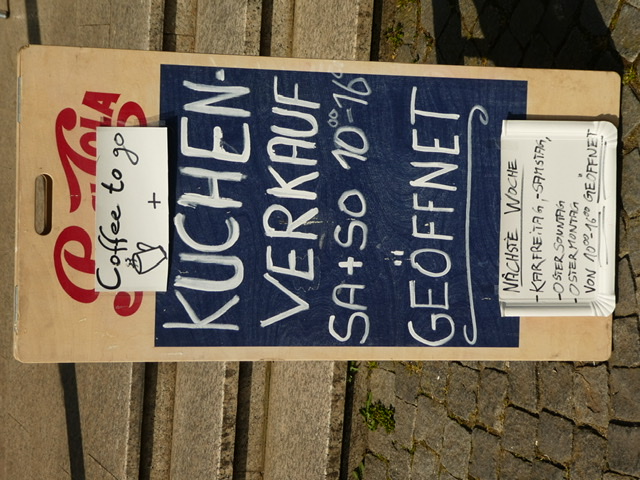 Coffee to go
+
KUCHEN-
VERKAUF
SA+SO 10⁰⁰-16⁰⁰
GEÖFFNET
NÄCHSTE WOCHE
-KARFREITAG, SAMSTAG,
-OSTERSONNTAG
-OSTERMONTAG
VON 10⁰⁰-16⁰⁰ GEÖFFNET